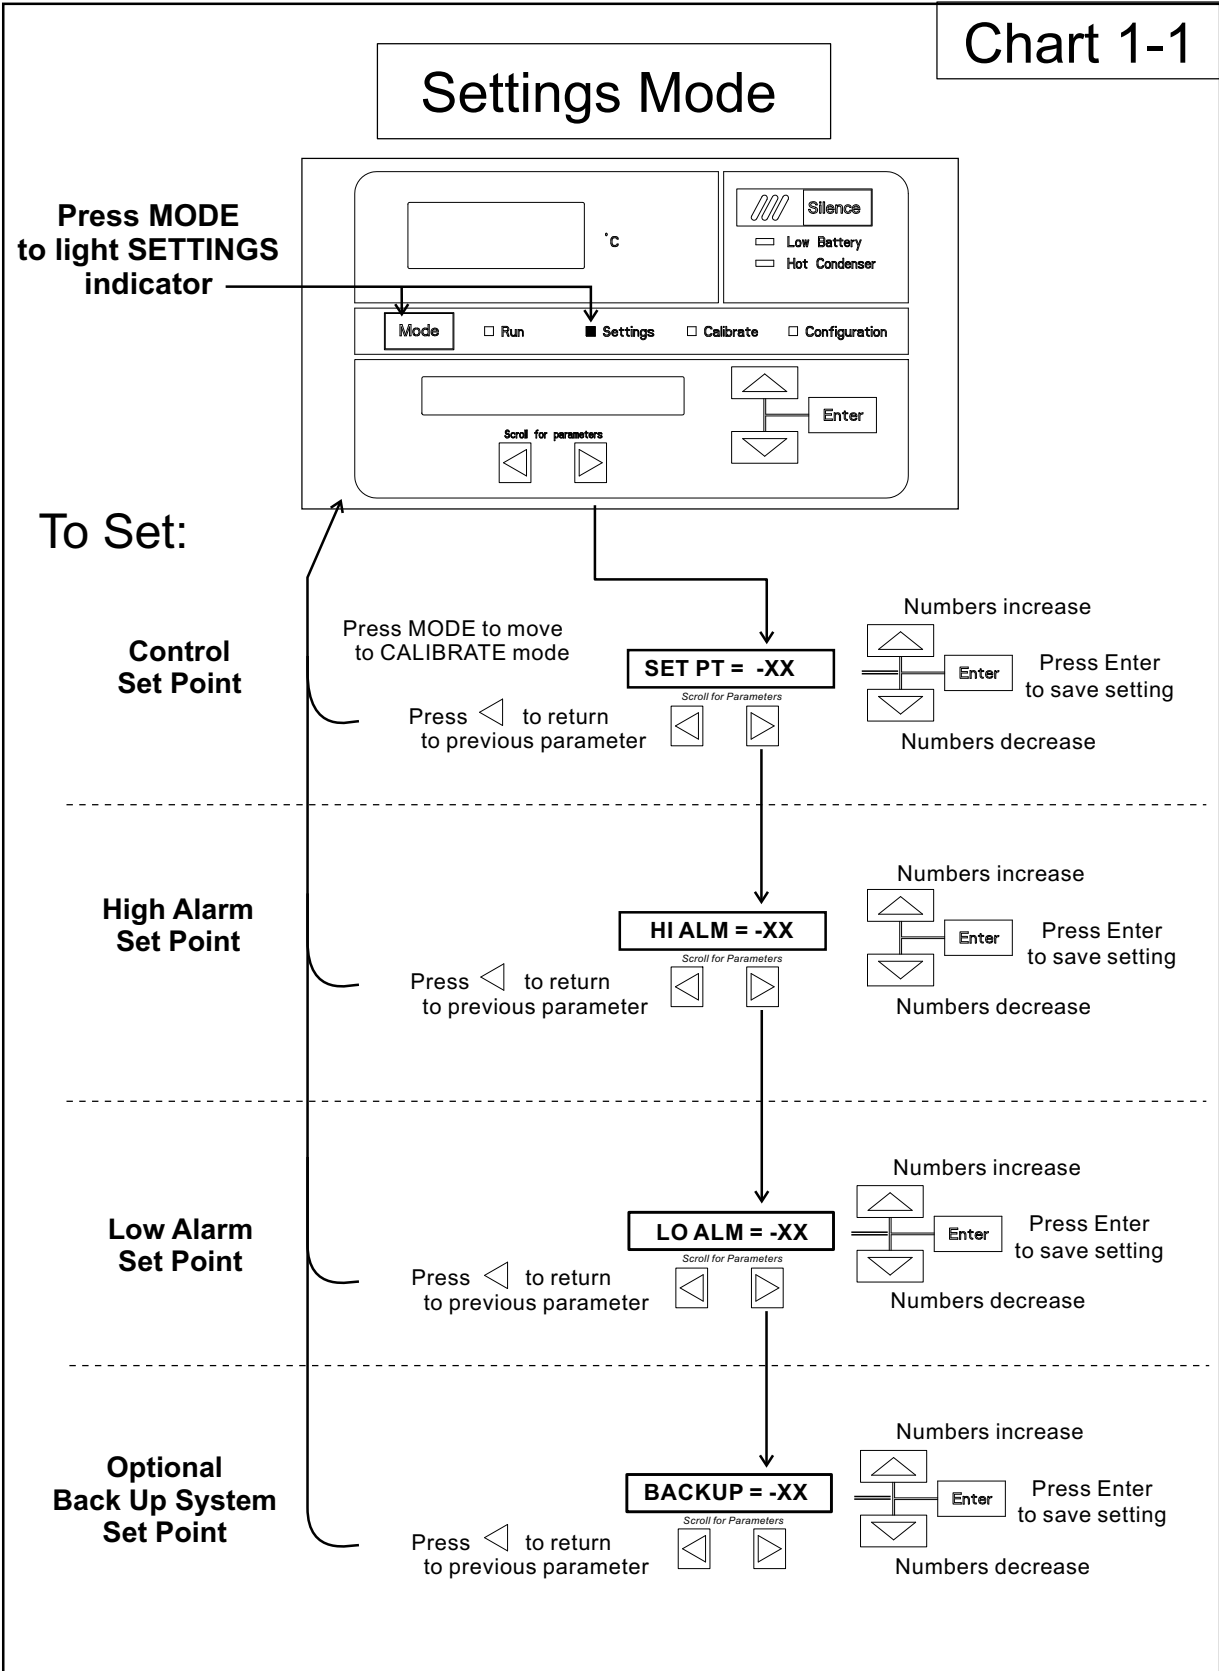 Chart 1-1
Settings Mode
Press MODE
to light SETTINGS
indicator
°C
Silence
Low Battery
Hot Condenser
Mode
Run
Settings
Calibrate
Configuration
Scroll for parameters
Enter
To Set:
Control
Set Point
Press MODE to move
to CALIBRATE mode
Press to return
to previous parameter
SET PT = -XX
Scroll for Parameters
Numbers increase
Enter
Press Enter
to save setting
Numbers decrease
High Alarm
Set Point
Press to return
to previous parameter
HI ALM = -XX
Scroll for Parameters
Numbers increase
Enter
Press Enter
to save setting
Numbers decrease
Low Alarm
Set Point
Press to return
to previous parameter
LO ALM = -XX
Scroll for Parameters
Numbers increase
Enter
Press Enter
to save setting
Numbers decrease
Optional
Back Up System
Set Point
Press to return
to previous parameter
BACKUP = -XX
Scroll for Parameters
Numbers increase
Enter
Press Enter
to save setting
Numbers decrease